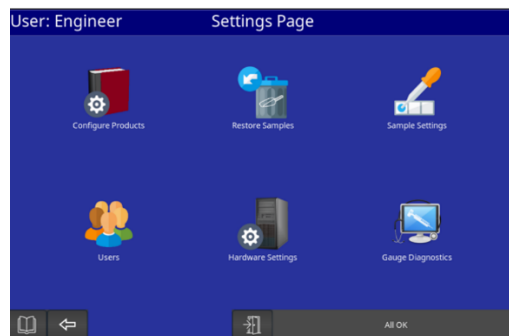 User: Engineer Settings Page
Configure Products Restore Samples Sample Settings
Users Hardware Settings Gauge Diagnostics
All OK